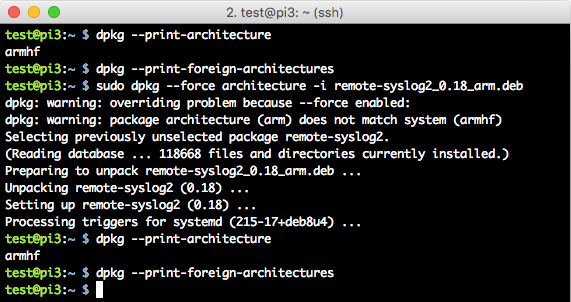 2. test@pi3: ~ (ssh)
test@pi3:~ $ dpkg --print-architecture
armhf
test@pi3:~ $ dpkg --print-foreign-architectures
test@pi3:~ $ sudo dpkg --force architecture -i remote-syslog2_0.18_arm.deb
dpkg: warning: overriding problem because --force enabled:
dpkg: warning: package architecture (arm) does not match system (armhf)
Selecting previously unselected package remote-syslog2.
(Reading database ... 118668 files and directories currently installed.)
Preparing to unpack remote-syslog2_0.18_arm.deb ...
Unpacking remote-syslog2 (0.18) ...
Setting up remote-syslog2 (0.18) ...
Processing triggers for systemd (215-17+deb8u4) ...
test@pi3:~ $ dpkg --print-architecture
armhf
test@pi3:~ $ dpkg --print-foreign-architectures
test@pi3:~ $